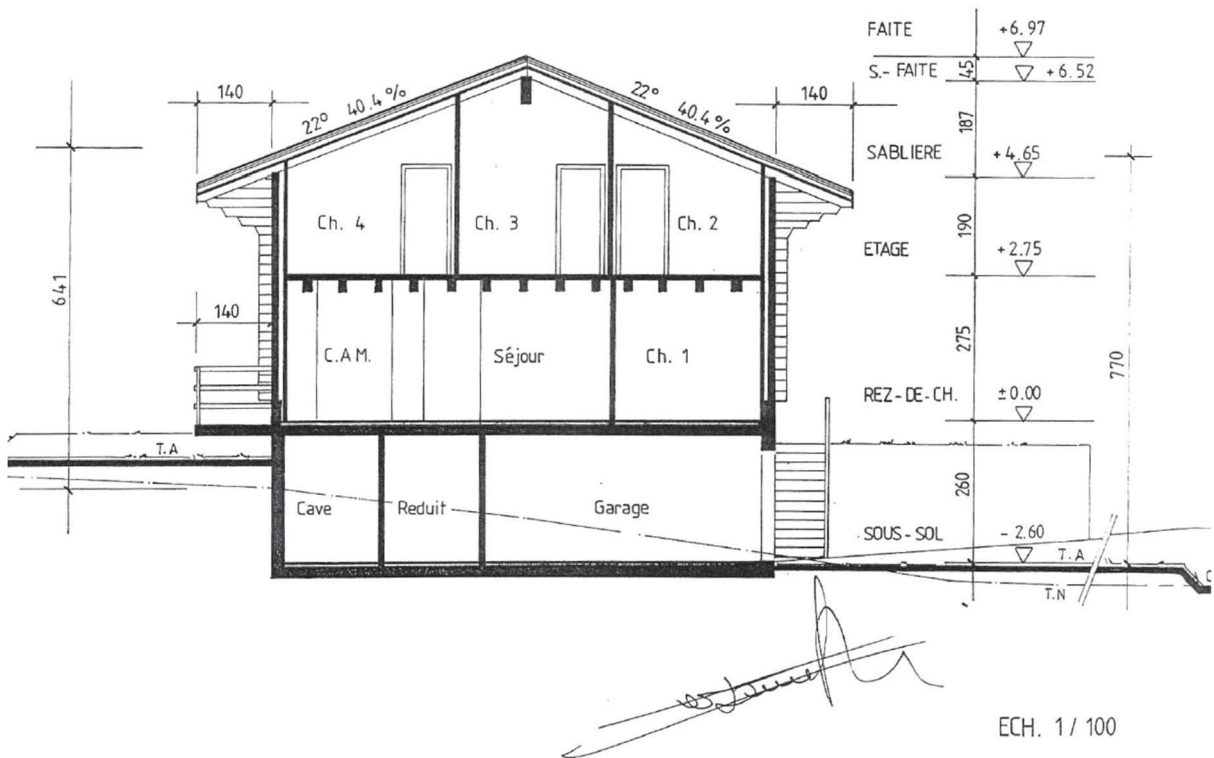 FAITE +6.97
S.- FAITE 45 +6.52
140 22° 40.4% 22° 40.4% 140
187
SABLIERE +4.65
Ch. 4 Ch. 3 Ch. 2
190
ETAGE +2.75
641
140
C.A.M. Séjour Ch. 1
275
770
REZ-DE-CH. ±0.00
T.A
260
Cave Reduit Garage
SOUS-SOL - 2.60
T.A
T.N
ECH. 1 / 100